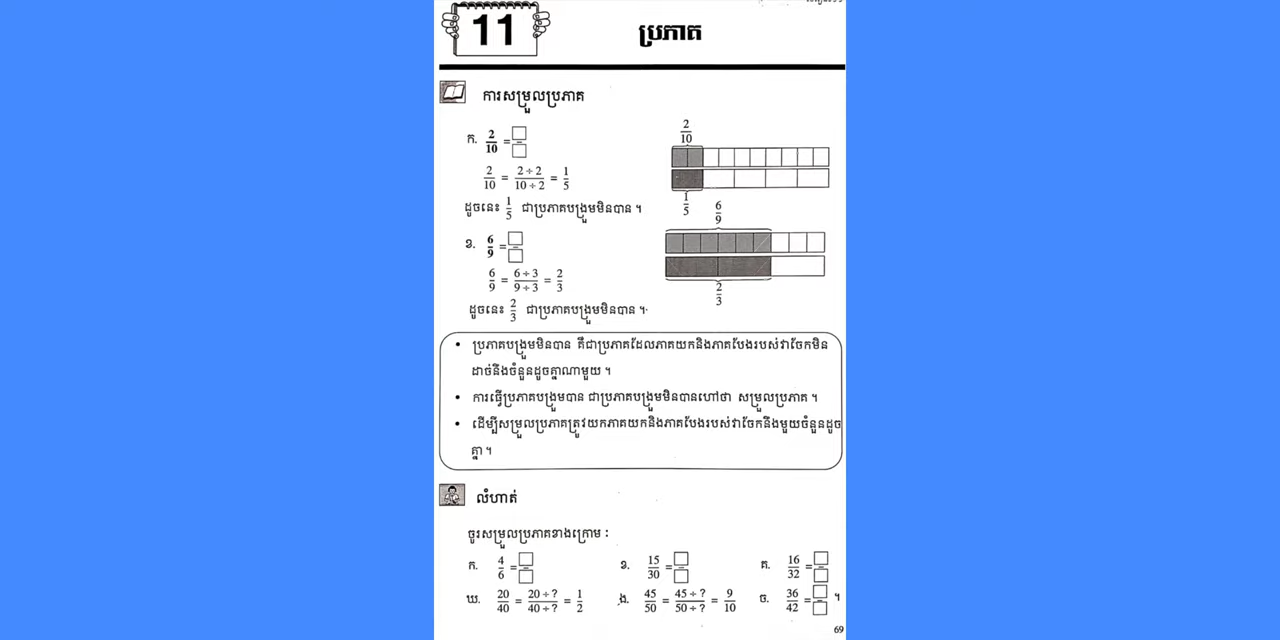 11
ប្រភាគ
ការសម្រួលប្រភាគ
ក. 2/10 = □/□
2/10
2/10 = 2 ÷ 2/10 ÷ 2 = 1/5
ដូចនេះ 1/5 ជាប្រភាគបង្រួមមិនបាន ។
1/5
6/9
ខ. 6/9 = □/□
6/9 = 6 ÷ 3/9 ÷ 3 = 2/3
2/3
ដូចនេះ 2/3 ជាប្រភាគបង្រួមមិនបាន ។
• ប្រភាគបង្រួមមិនបាន គឺជាប្រភាគដែលភាគយកនិងភាគបែងរបស់វាចែកមិន
ដាច់នឹងចំនួនដូចគ្នាណាមួយ ។
• ការធ្វើប្រភាគបង្រួមបាន ជាប្រភាគបង្រួមមិនបានហៅថា សម្រួលប្រភាគ ។
• ដើម្បីសម្រួលប្រភាគត្រូវយកភាគយកនិងភាគបែងរបស់វាចែកនឹងមួយចំនួនដូច
គ្នា ។
លំហាត់
ចូរសម្រួលប្រភាគខាងក្រោម :
ក. 4/6 = □/□ ខ. 15/30 = □/□ គ. 16/32 = □/□
ឃ. 20/40 = 20 ÷ ?/40 ÷ ? = 1/2 ង. 45/50 = 45 ÷ ?/50 ÷ ? = 9/10 ច. 36/42 = □/□ ។
69